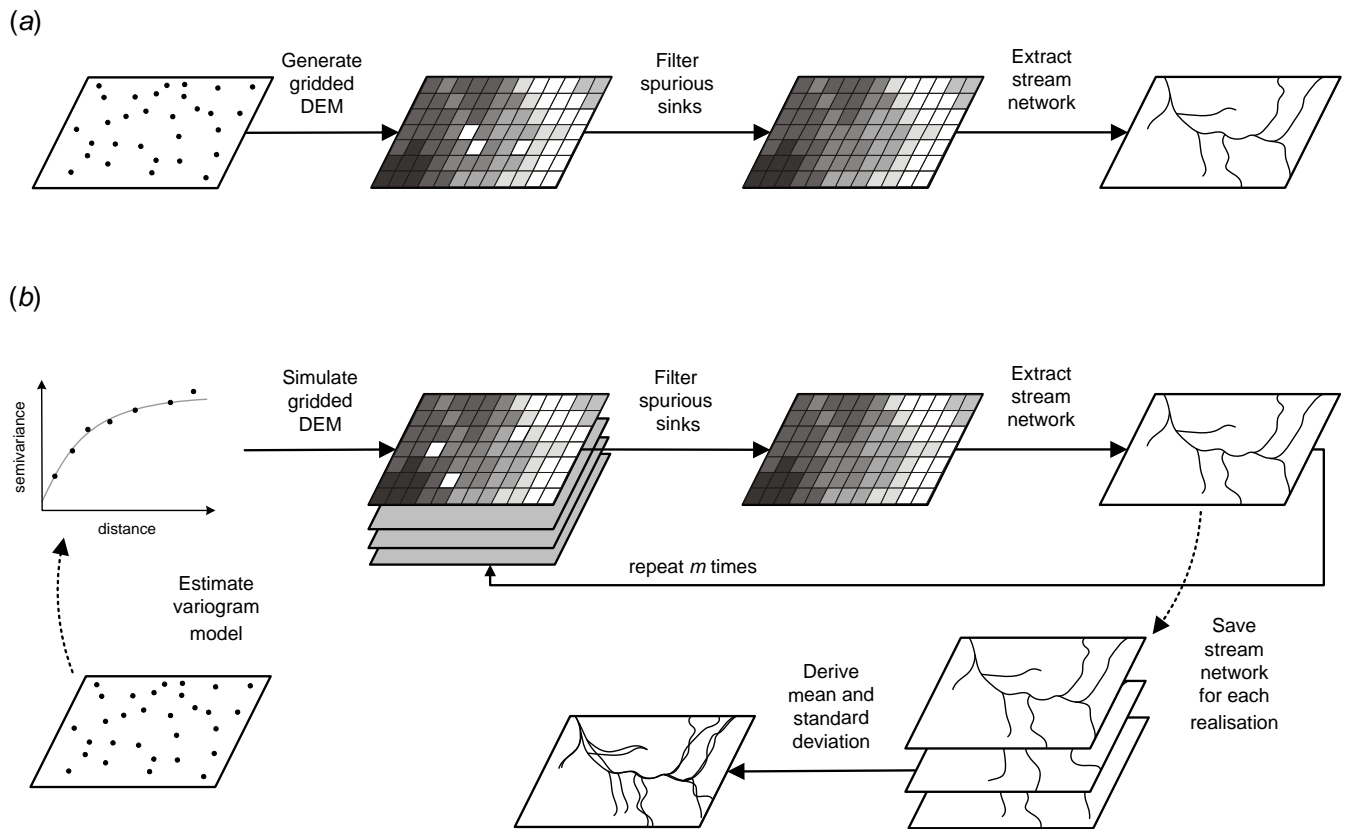 (a)
Generate
gridded
DEM
Filter
spurious
sinks
Extract
stream
network
(b)
semivariance
distance
Simulate
gridded
DEM
Filter
spurious
sinks
Extract
stream
network
repeat m times
Estimate
variogram
model
Save
stream
network
for each
realisation
Derive
mean and
standard
deviation